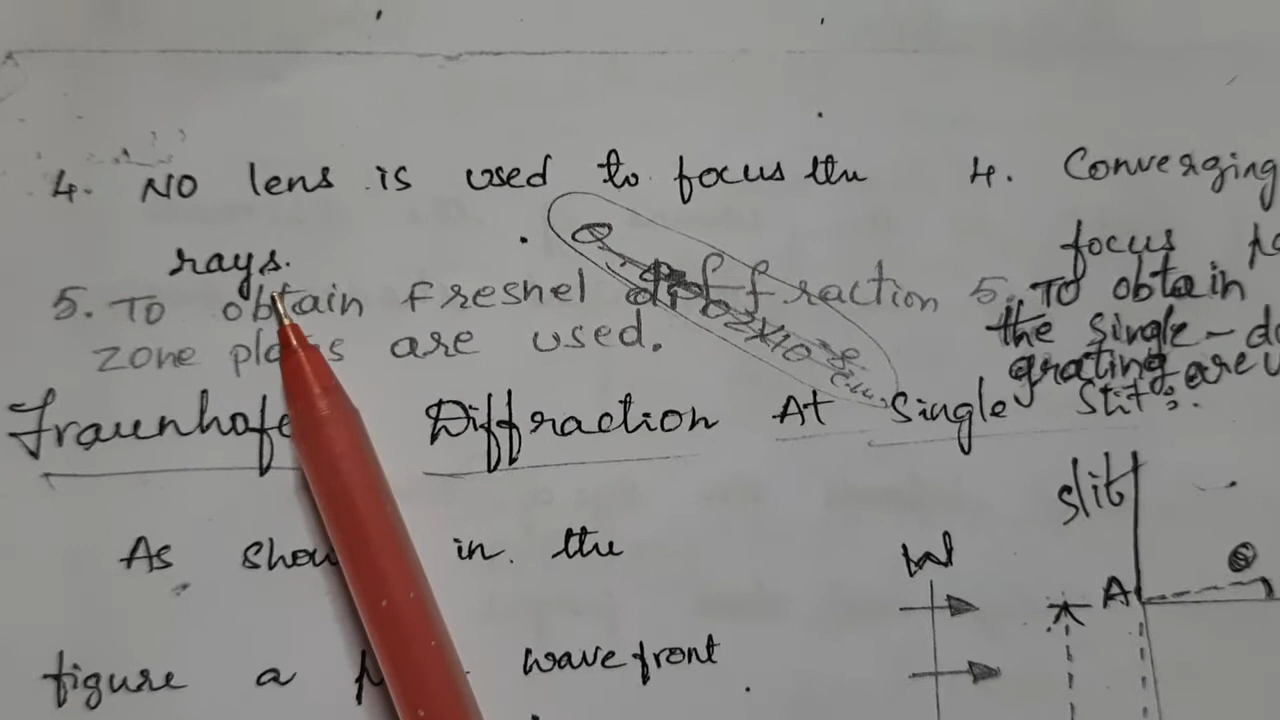 4. NO lens is used to focus the
rays.
5. To obtain Fresnel diffraction
zone plates are used.
4. Converging
focus
5. To obtain
the single-d
grating are u
Fraunhofe Diffraction At Single Slit:.
As show in the
figure a wavefront
slit
W
A
θ